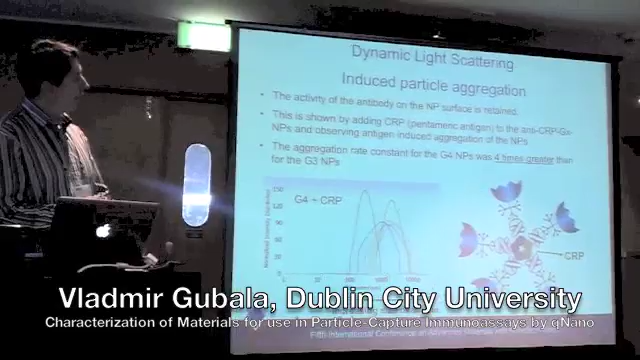 Dynamic Light Scattering
Induced particle aggregation
• The activity of the antibody on the NP surface is retained.
• This is shown by adding CRP (pentameric antigen) to the anti-CRP-Gx-
NPs and observing antigen induced aggregation of the NPs
• The aggregation rate constant for the G4 NPs was 4 times greater than
for the G3 NPs
G4 + CRP
CRP
Vladmir Gubala, Dublin City University
Characterization of Materials for use in Particle-Capture Immunoassays by qNano
Fifth International Conference on Advanced